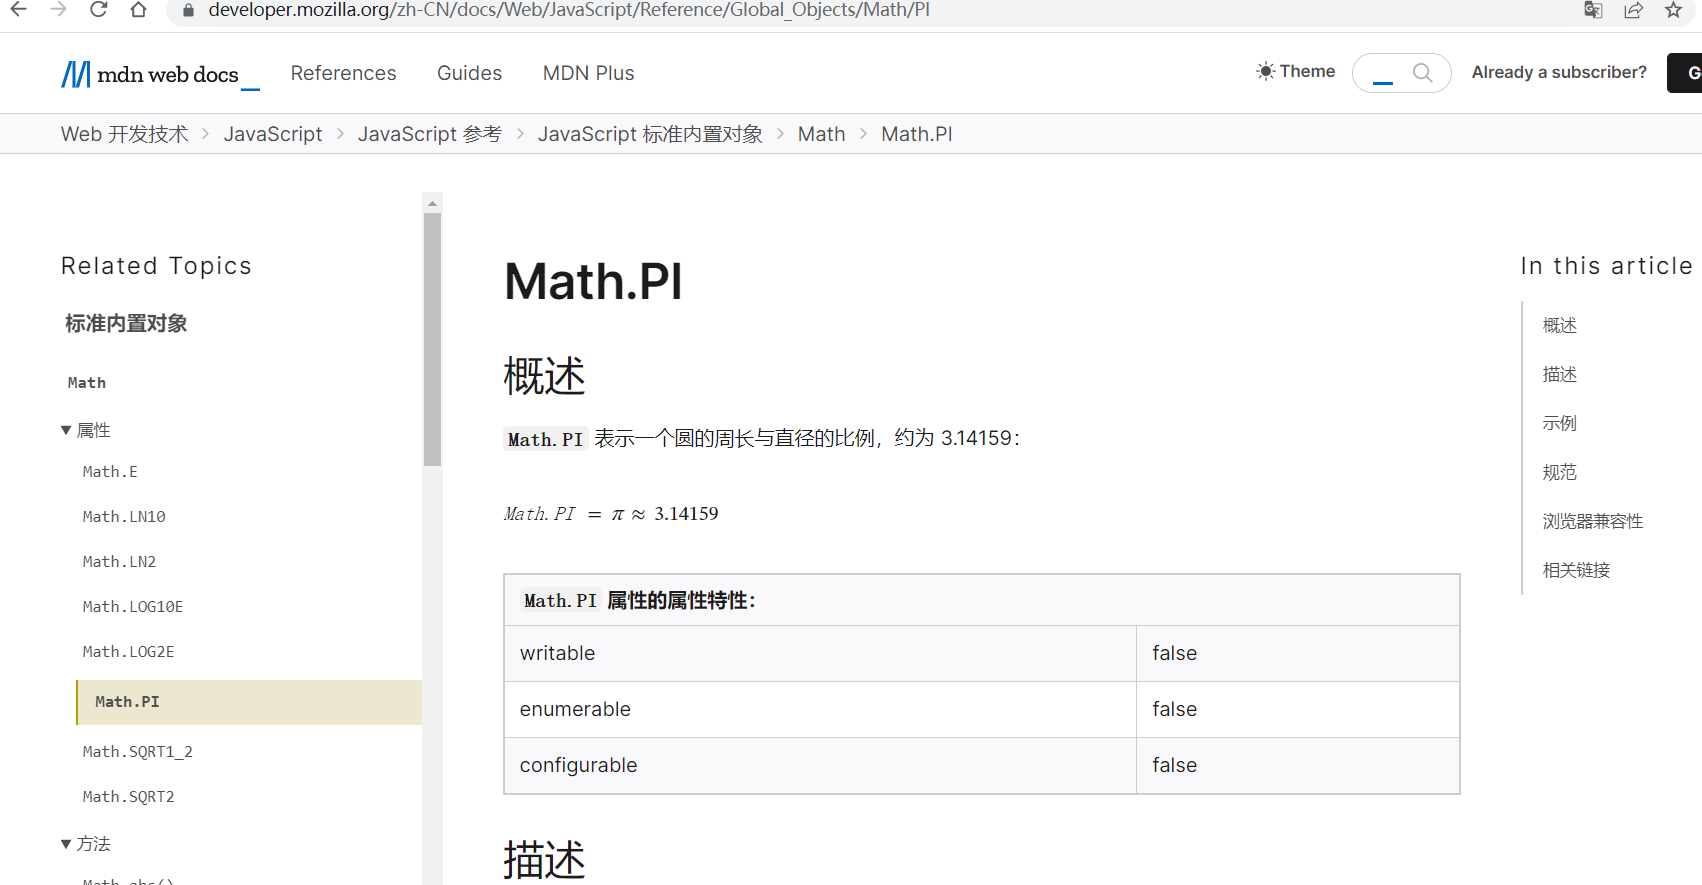 developer.mozilla.org/zh-CN/docs/Web/JavaScript/Reference/Global_Objects/Math/PI
mdn web docs_
References
Guides
MDN Plus
Theme
Already a subscriber?
Web 开发技术 > JavaScript > JavaScript 参考 > JavaScript 标准内置对象 > Math > Math.PI
Related Topics
标准内置对象
Math
▼ 属性
Math.E
Math.LN10
Math.LN2
Math.LOG10E
Math.LOG2E
Math.PI
Math.SQRT1_2
Math.SQRT2
▼ 方法
Math.abs()
Math.PI
概述
Math.PI 表示一个圆的周长与直径的比例，约为 3.14159：
Math.PI = π ≈ 3.14159
Math.PI 属性的属性特性：
writable false
enumerable false
configurable false
描述
In this article
概述
描述
示例
规范
浏览器兼容性
相关链接